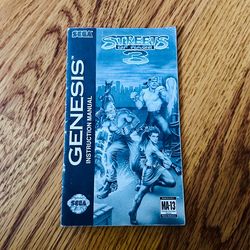 SEGA
GENESIS
INSTRUCTION MANUAL
STREETS
OF RAGE
3
MA-13
SEGA